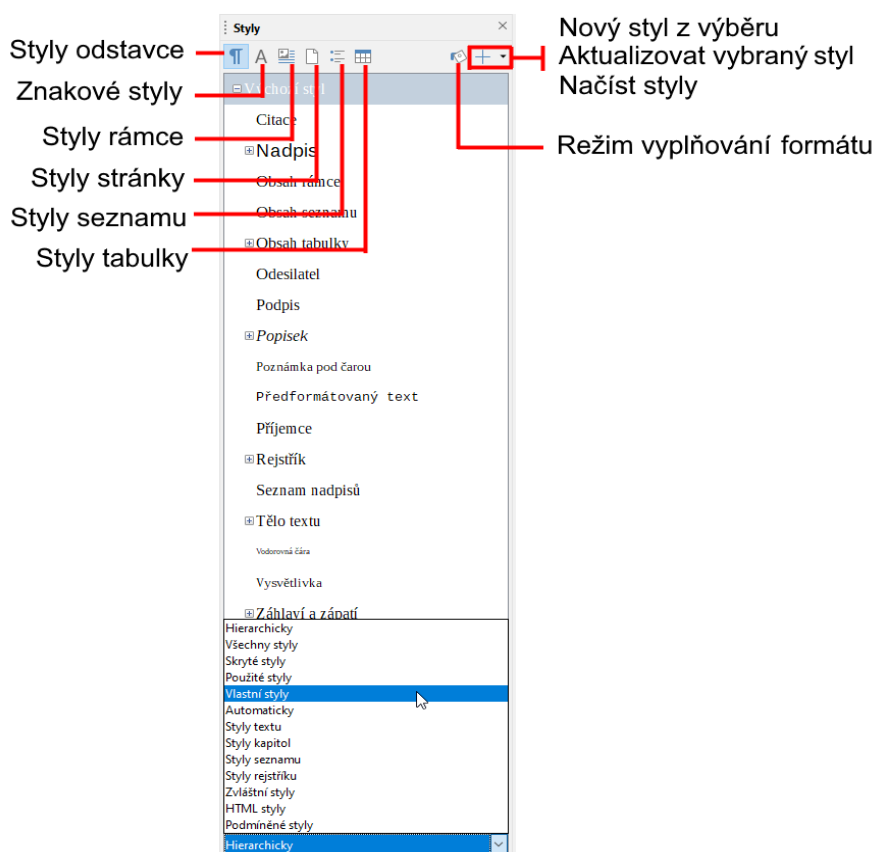 Styly
Styly odstavce
Znakové styly
Styly rámce
Styly stránky
Styly seznamu
Styly tabulky
Nový styl z výběru
Aktualizovat vybraný styl
Načíst styly
Režim vyplňování formátu
Výchozí styl
Citace
Nadpis
Obsah rámce
Obsah seznamu
Obsah tabulky
Odesilatel
Podpis
Popisek
Poznámka pod čarou
Předformátovaný text
Příjemce
Rejstřík
Seznam nadpisů
Tělo textu
Vodorovná čára
Vysvětlivka
Záhlaví a zápatí
Hierarchicky
Všechny styly
Skryté styly
Použité styly
Vlastní styly
Automaticky
Styly textu
Styly kapitol
Styly seznamu
Styly rejstříku
Zvláštní styly
HTML styly
Podmíněné styly
Hierarchicky